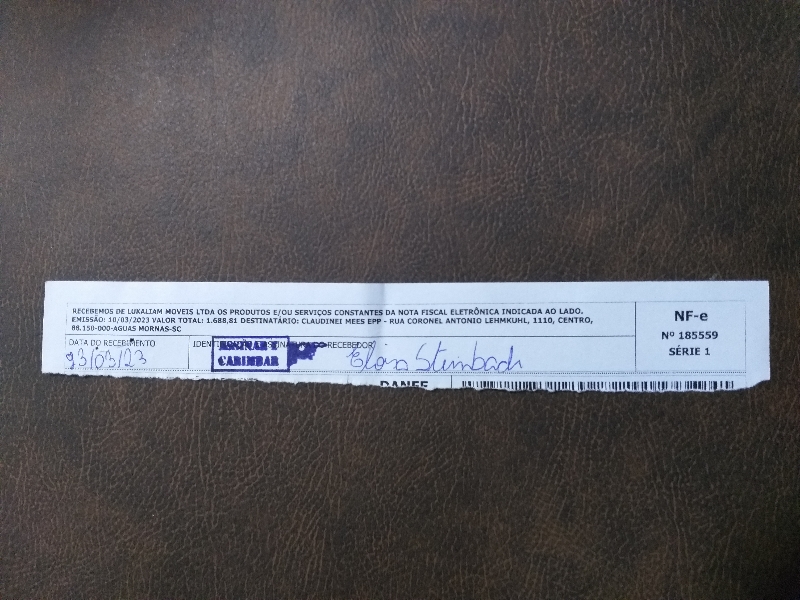 RECEBEMOS DE LUXALIAM MOVEIS LTDA OS PRODUTOS E/OU SERVIÇOS CONSTANTES DA NOTA FISCAL ELETRÔNICA INDICADA AO LADO.
EMISSÃO: 10/03/2023 VALOR TOTAL: 1.688,81 DESTINATÁRIO: CLAUDINEI MEES EPP - RUA CORONEL ANTONIO LEHMKUHL, 1110, CENTRO,
88.150-000-AGUAS MORNAS-SC
NF-e
Nº 185559
SÉRIE 1
DATA DO RECEBIMENTO
RECEBEDOR
ASSINAR E
CARIMBAR
/03/23
Steinbach
DANFE